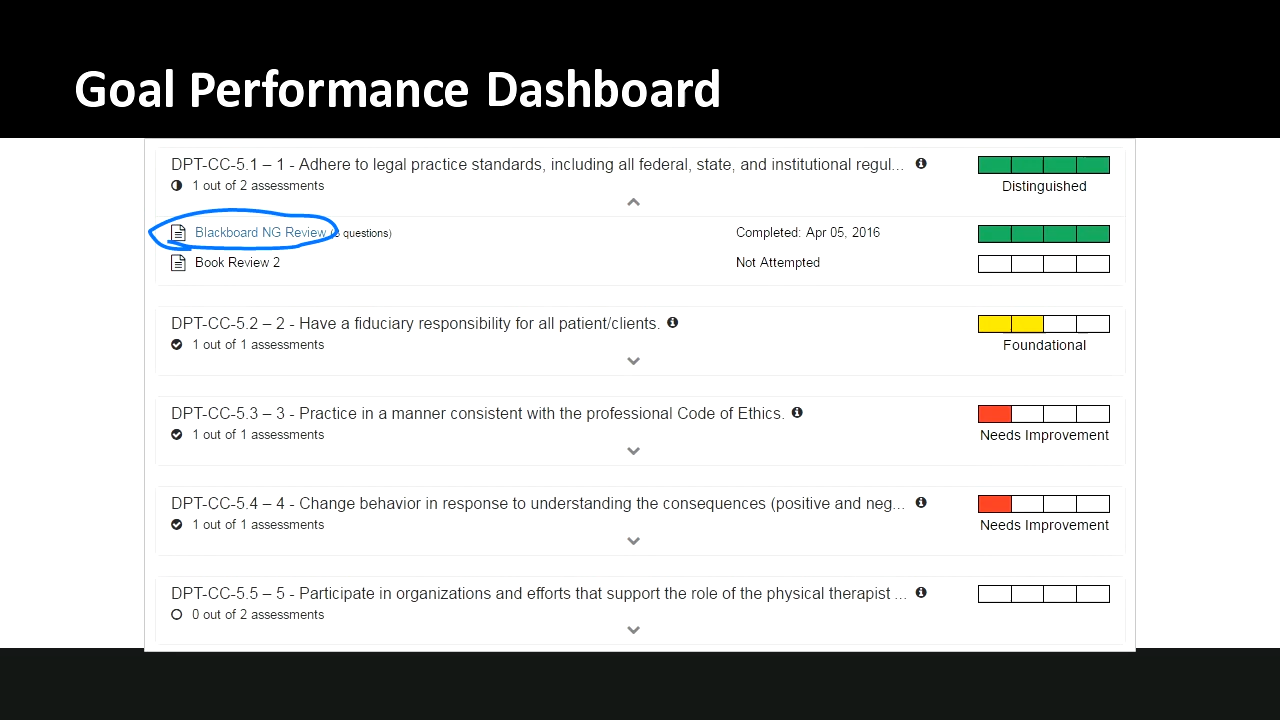 Goal Performance Dashboard
DPT-CC-5.1 – 1 - Adhere to legal practice standards, including all federal, state, and institutional regul...
Distinguished
1 out of 2 assessments
Blackboard NG Review questions) Completed: Apr 05, 2016
Book Review 2 Not Attempted
DPT-CC-5.2 – 2 - Have a fiduciary responsibility for all patient/clients.
1 out of 1 assessments Foundational
DPT-CC-5.3 – 3 - Practice in a manner consistent with the professional Code of Ethics.
1 out of 1 assessments Needs Improvement
DPT-CC-5.4 – 4 - Change behavior in response to understanding the consequences (positive and neg...
1 out of 1 assessments Needs Improvement
DPT-CC-5.5 – 5 - Participate in organizations and efforts that support the role of the physical therapist ...
0 out of 2 assessments